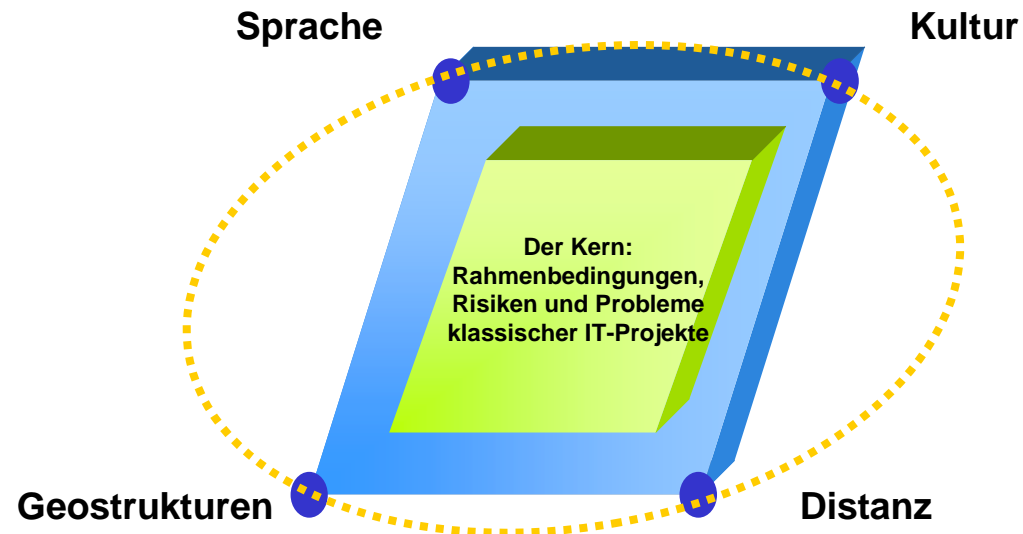 Sprache
Kultur
Der Kern:
Rahmenbedingungen,
Risiken und Probleme
klassischer IT-Projekte
Geostrukturen
Distanz